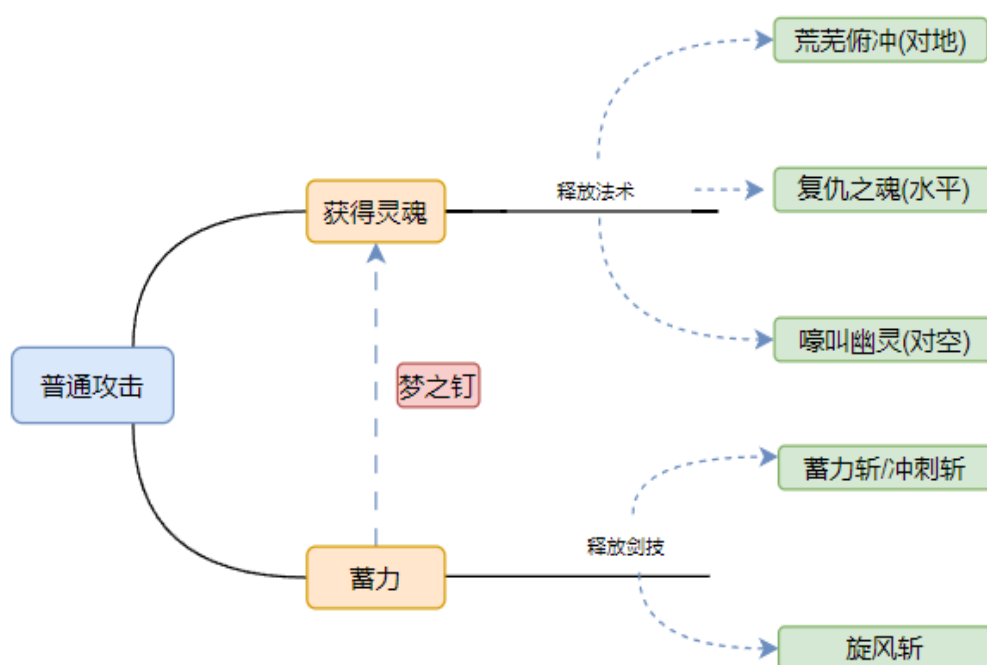 荒芜俯冲(对地)
释放法术
复仇之魂(水平)
获得灵魂
嚎叫幽灵(对空)
普通攻击
梦之钉
蓄力斩/冲刺斩
释放剑技
蓄力
旋风斩